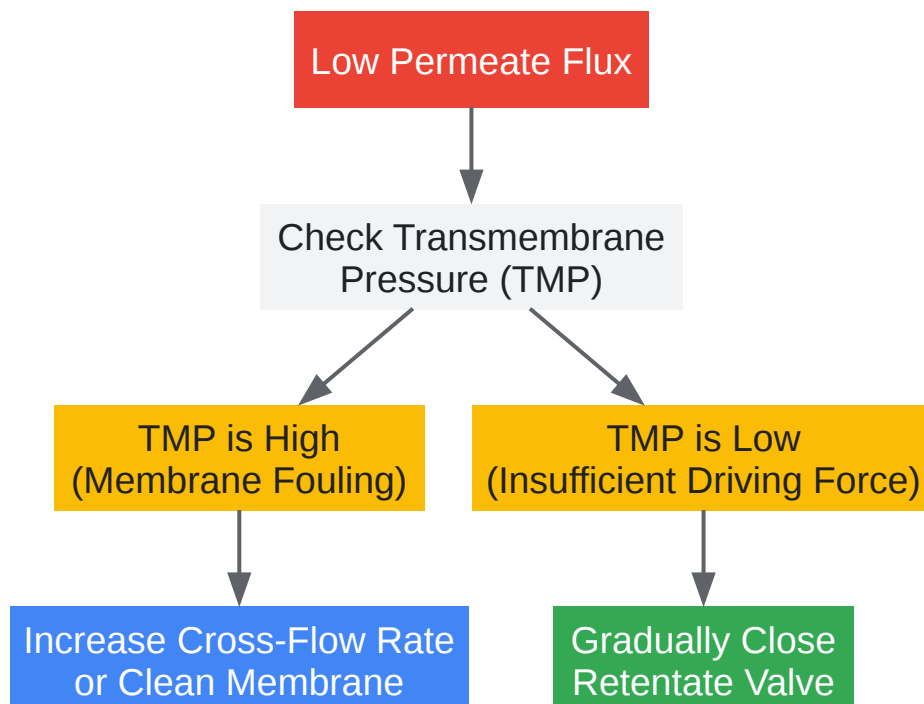 Low Permeate Flux
Check Transmembrane
Pressure (TMP)
TMP is High
(Membrane Fouling)
TMP is Low
(Insufficient Driving Force)
Increase Cross-Flow Rate
or Clean Membrane
Gradually Close
Retentate Valve